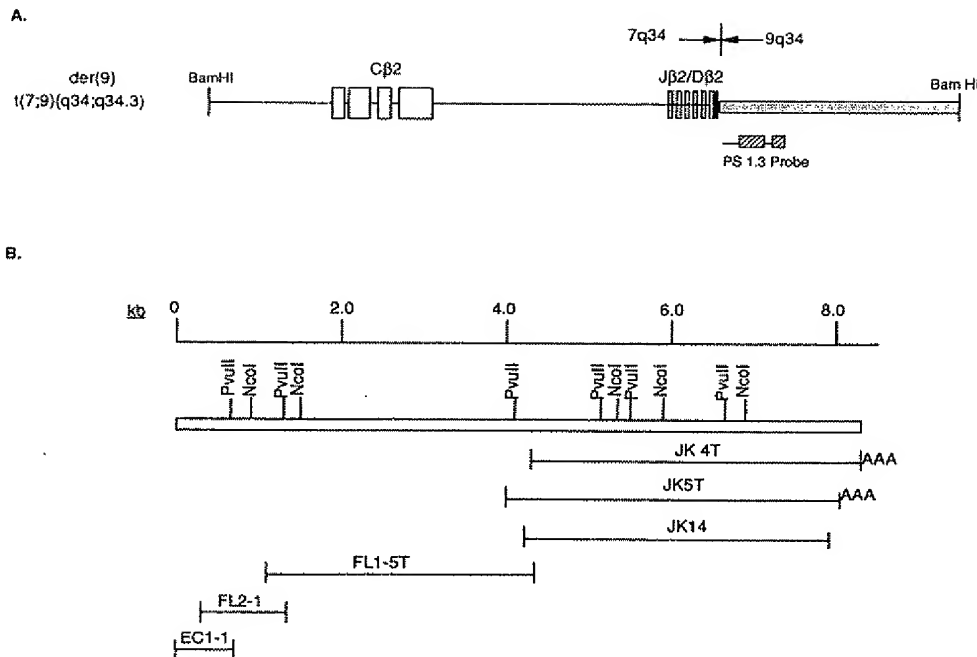 A.
7q34 9q34
der(9)
t(7;9)(q34;q34.3)
BamHI
Cβ2
Jβ2/Dβ2
Bam HI
PS 1.3 Probe
B.
kb 0 2.0 4.0 6.0 8.0
PvuII NcoI PvuII NcoI PvuII PvuII NcoI PvuII NcoI PvuII NcoI
JK 4T AAA
JK5T AAA
JK14
FL1-5T
FL2-1
EC1-1